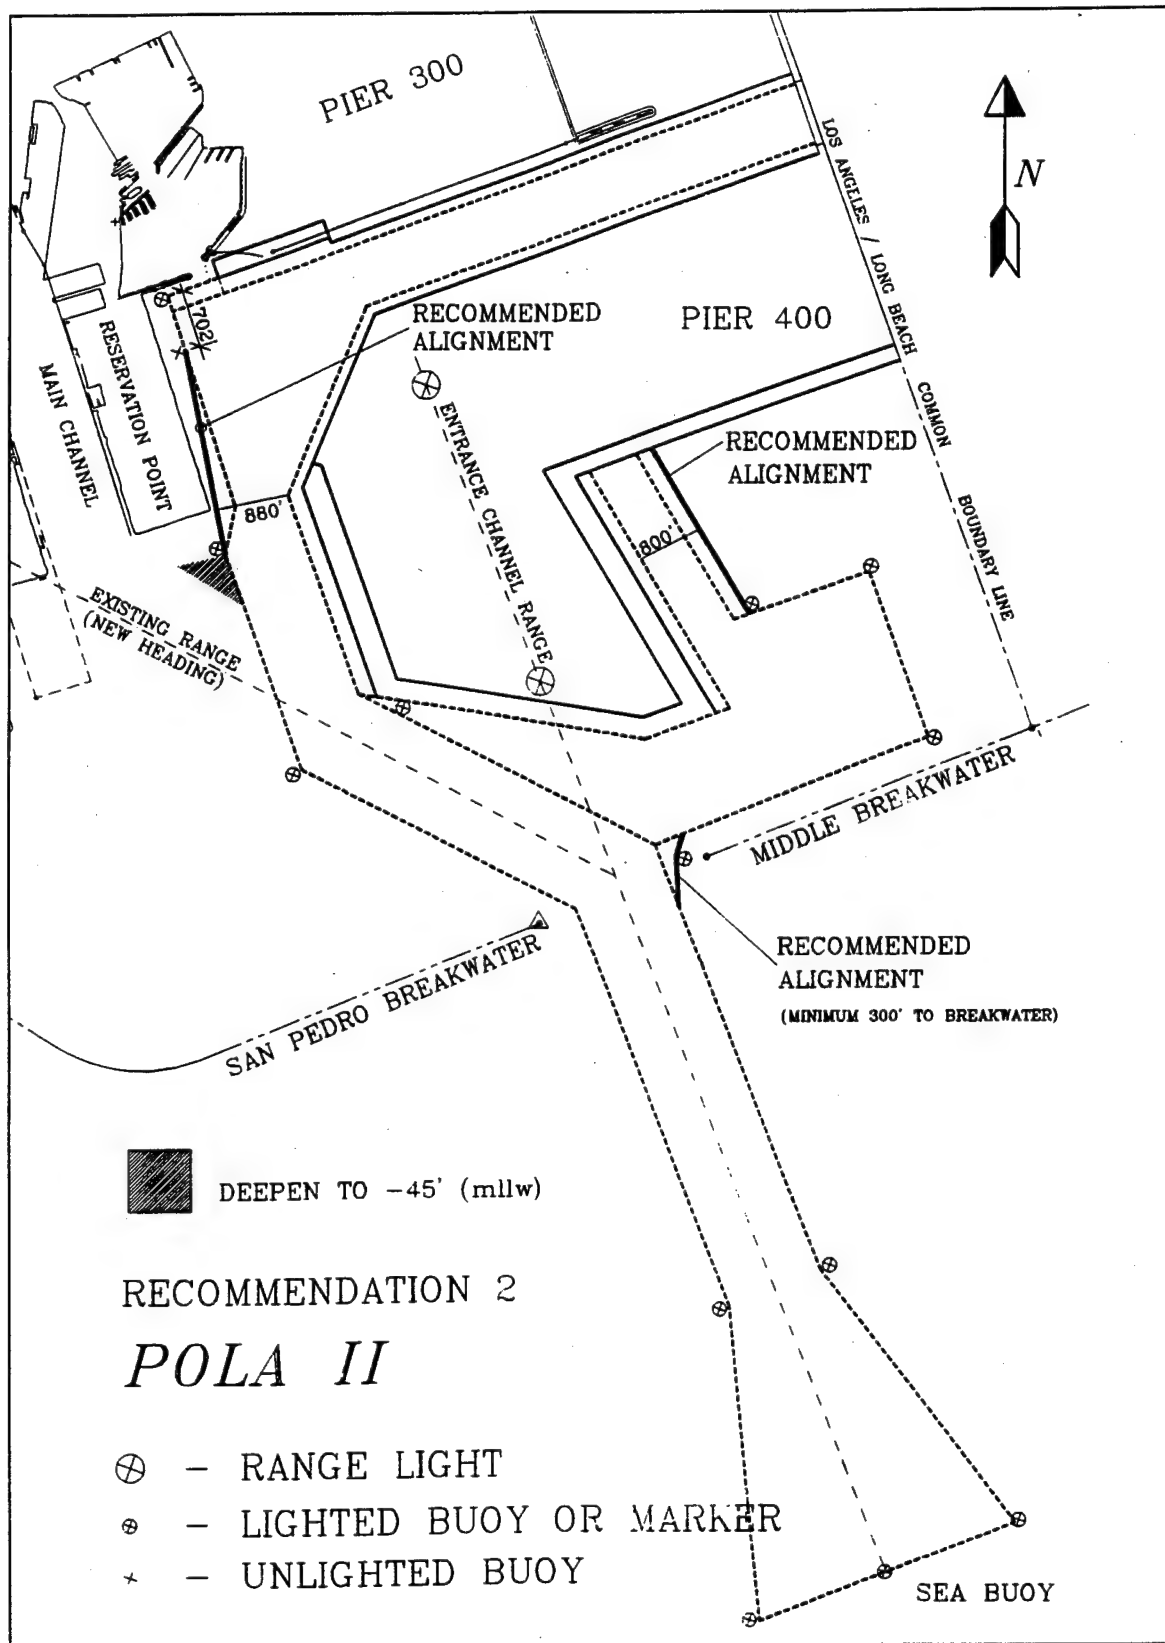 PIER 300
N
LOS ANGELES / LONG BEACH
COMMON
BOUNDARY LINE
702'
RECOMMENDED
ALIGNMENT
PIER 400
RESERVATION POINT
MAIN CHANNEL
ENTRANCE CHANNEL RANGE
RECOMMENDED
ALIGNMENT
880'
800'
EXISTING RANGE
(NEW HEADING)
MIDDLE BREAKWATER
SAN PEDRO BREAKWATER
RECOMMENDED
ALIGNMENT
(MINIMUM 300' TO BREAKWATER)
DEEPEN TO -45' (mllw)
RECOMMENDATION 2
POLA II
- RANGE LIGHT
- LIGHTED BUOY OR MARKER
- UNLIGHTED BUOY
SEA BUOY